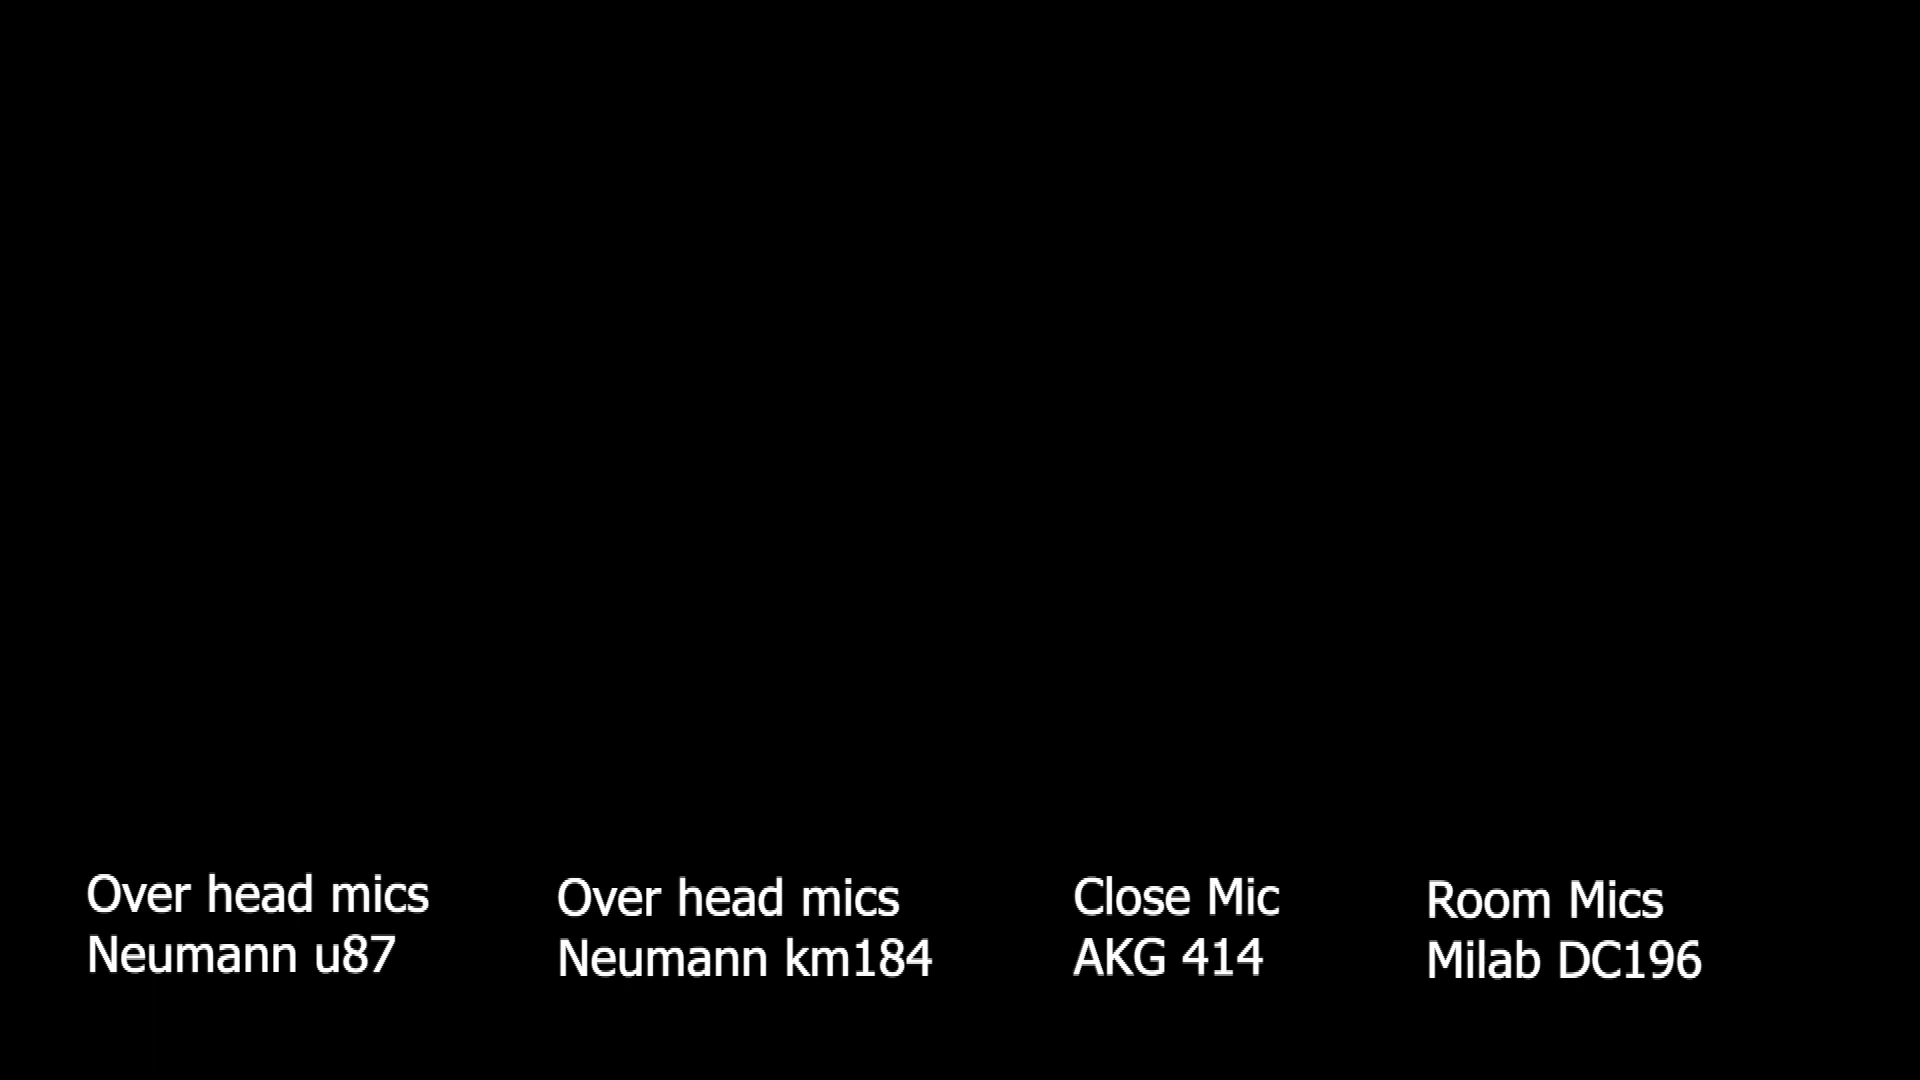 Over head mics
Neumann u87
Over head mics
Neumann km184
Close Mic
AKG 414
Room Mics
Milab DC196